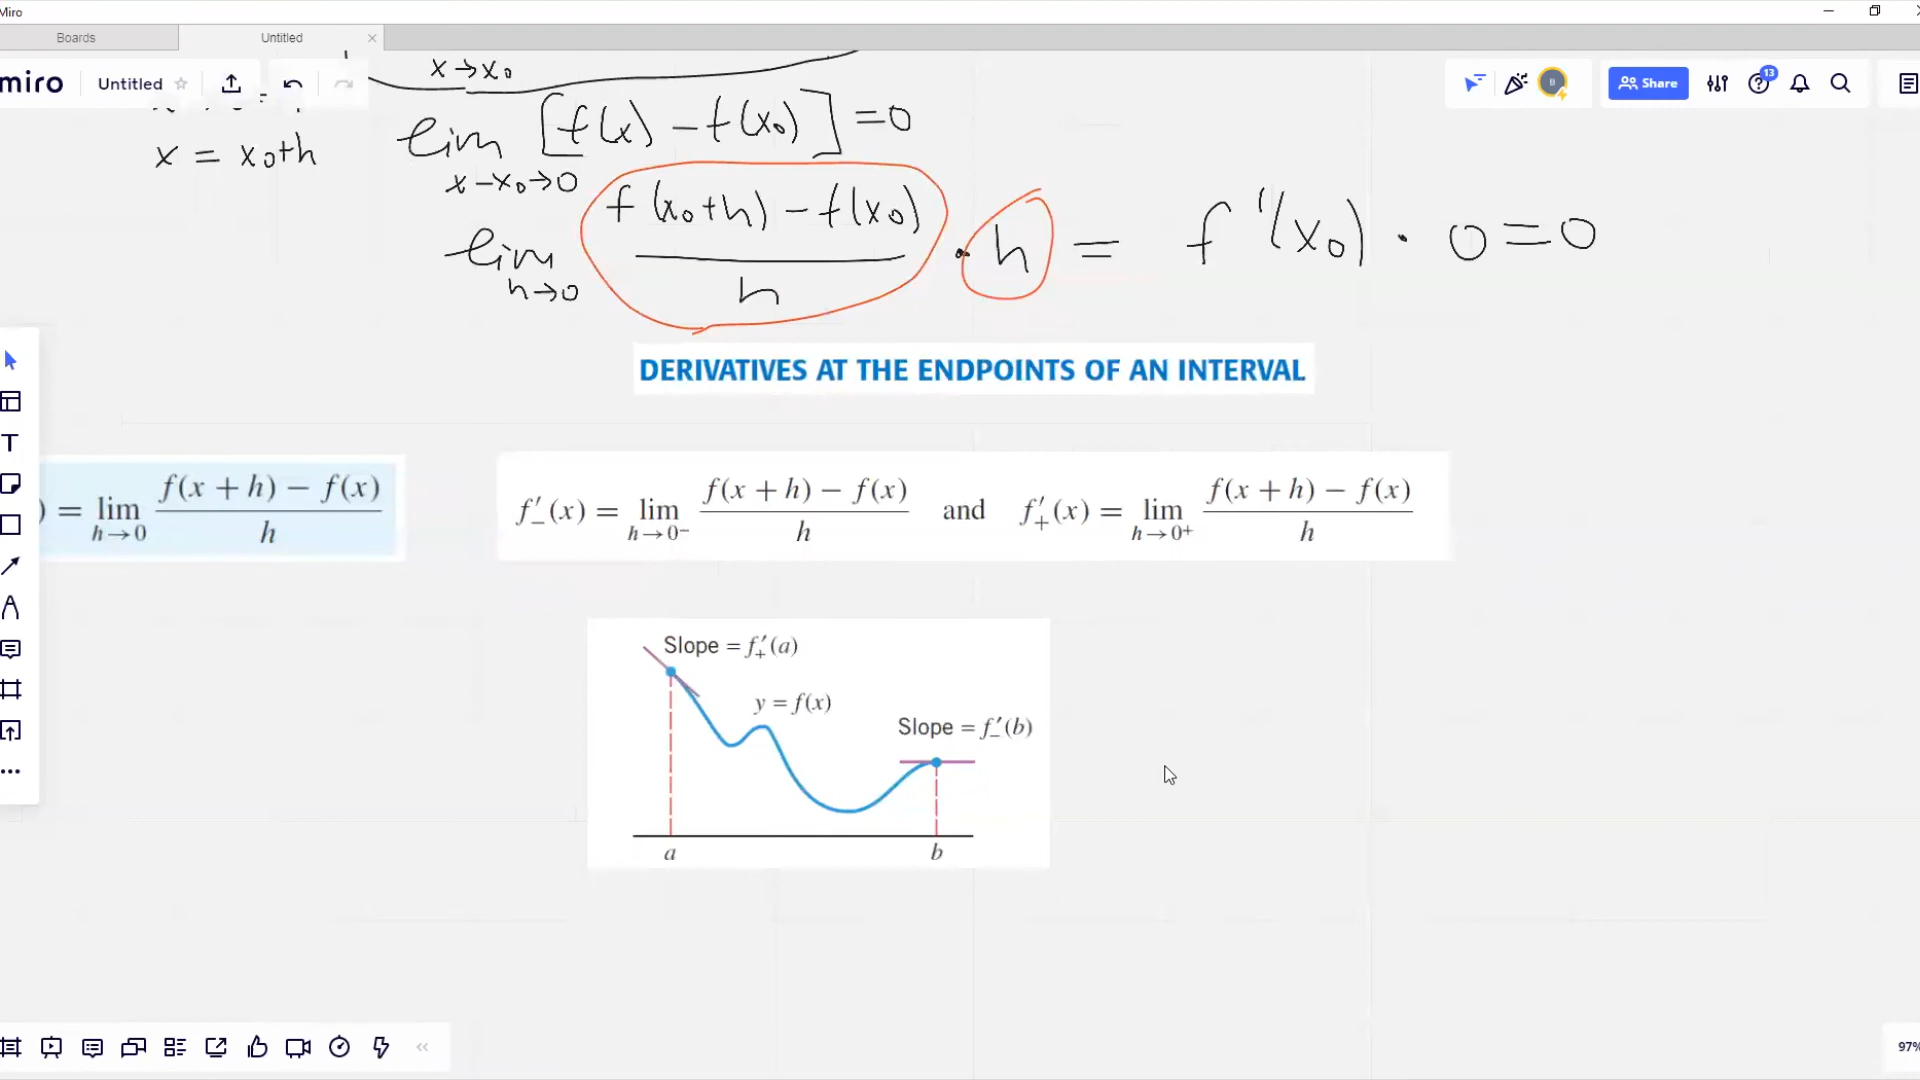 Miro
Boards
Untitled
miro
Untitled
Share
13
x→x₀
lim [f(x) − f(x₀)] = 0
x−x₀→0
x = x₀+h
lim f(x₀+h) − f(x₀) / h · h = f'(x₀) · 0 = 0
h→0
DERIVATIVES AT THE ENDPOINTS OF AN INTERVAL
) = lim h→0 f(x + h) − f(x) / h
f′₋(x) = lim h→0⁻ f(x + h) − f(x) / h and f′₊(x) = lim h→0⁺ f(x + h) − f(x) / h
Slope = f′₊(a)
y = f(x)
Slope = f′₋(b)
a
b
97%